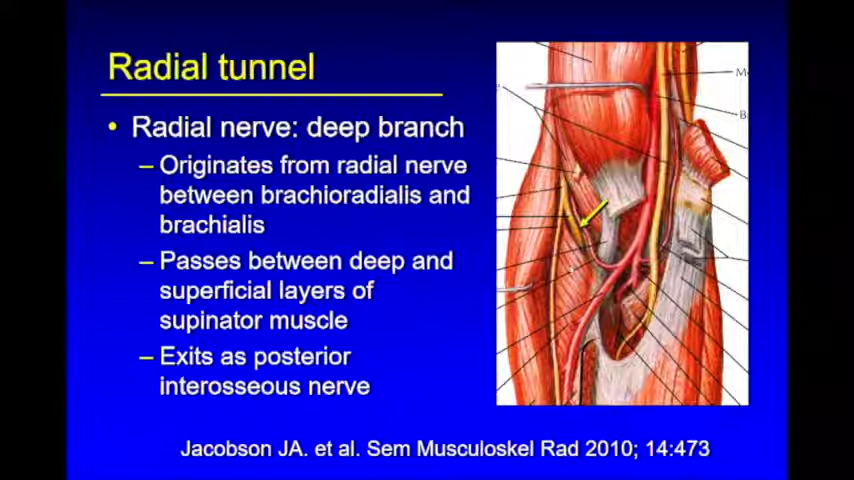 Radial tunnel
• Radial nerve: deep branch
– Originates from radial nerve
between brachioradialis and
brachialis
– Passes between deep and
superficial layers of
supinator muscle
– Exits as posterior
interosseous nerve
Jacobson JA. et al. Sem Musculoskel Rad 2010; 14:473